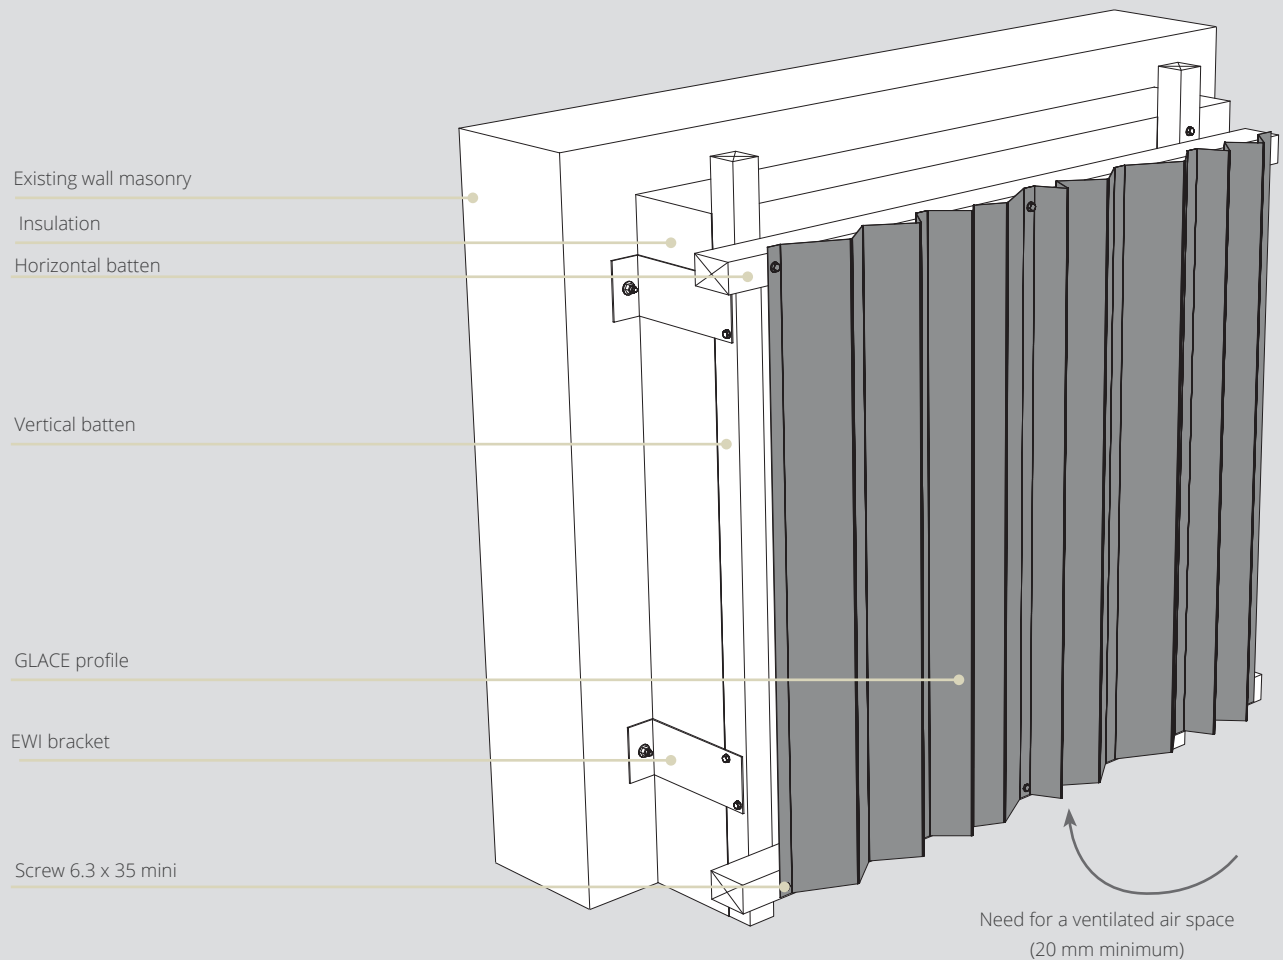 Existing wall masonry
Insulation
Horizontal batten
Vertical batten
GLACE profile
EWI bracket
Screw 6.3 x 35 mini
Need for a ventilated air space
(20 mm minimum)